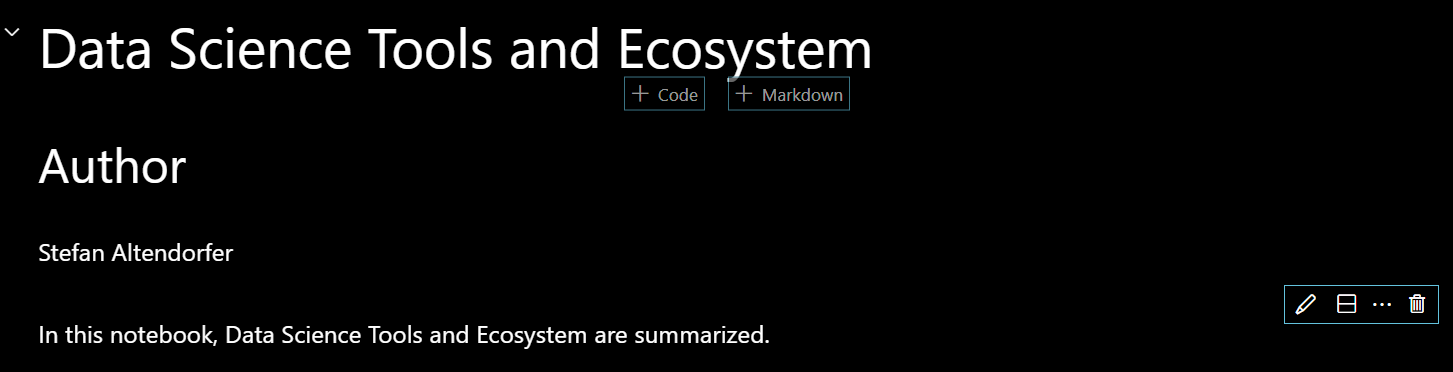 Data Science Tools and Ecosystem
Code Markdown
Author
Stefan Altendorfer
In this notebook, Data Science Tools and Ecosystem are summarized.